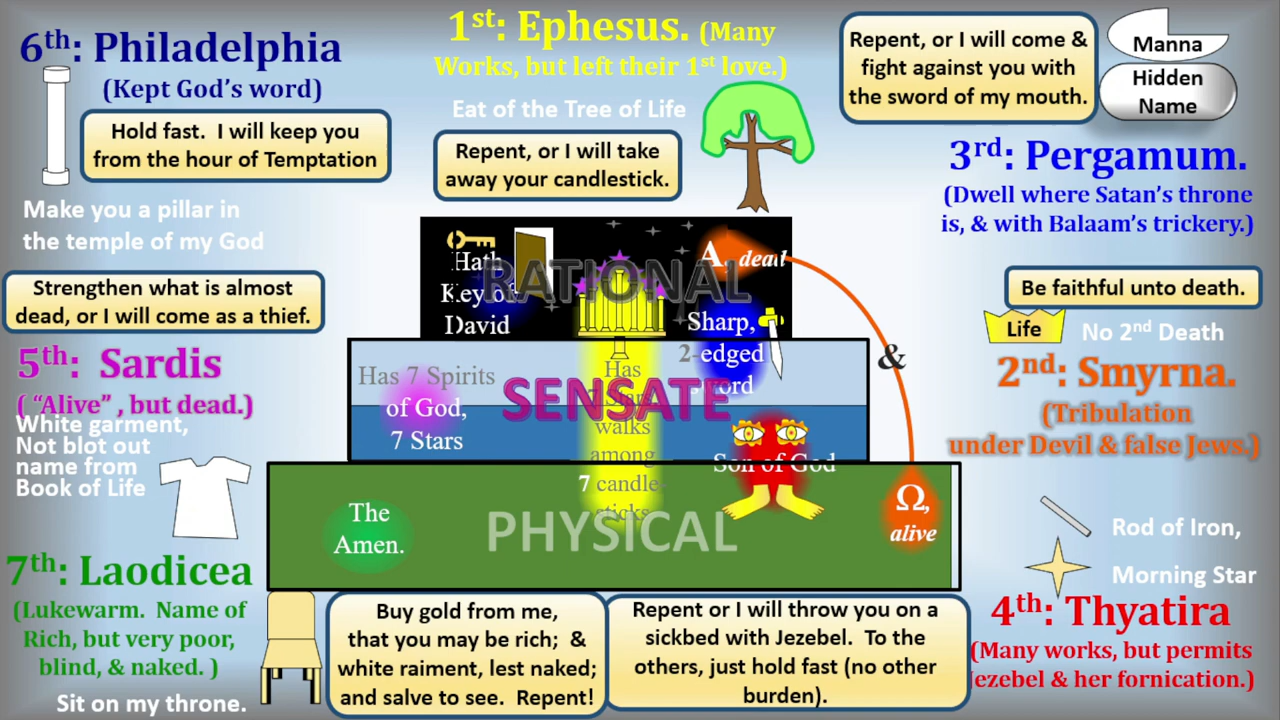 6th: Philadelphia
(Kept God's word)
Hold fast. I will keep you
from the hour of Temptation
Make you a pillar in
the temple of my God
1st: Ephesus. (Many
Works, but left their 1st love.)
Eat of the Tree of Life
Repent, or I will take
away your candlestick.
Repent, or I will come &
fight against you with
the sword of my mouth.
Manna
Hidden
Name
3rd: Pergamum.
(Dwell where Satan's throne
is, & with Balaam's trickery.)
Be faithful unto death.
Life
No 2nd Death
2nd: Smyrna.
(Tribulation
under Devil & false Jews.)
Strengthen what is almost
dead, or I will come as a thief.
5th: Sardis
( "Alive" , but dead.)
White garment,
Not blot out
name from
Book of Life
Hath
Key of
David
RATIONAL
A, dead
Sharp,
2-edged
&
Has 7 Spirits
of God,
7 Stars
SENSATE
Has
walks
among
7 candle
sticks
Son of God
The
Amen.
PHYSICAL
Ω,
alive
Rod of Iron,
Morning Star
4th: Thyatira
(Many works, but permits
Jezebel & her fornication.)
7th: Laodicea
(Lukewarm. Name of
Rich, but very poor,
blind, & naked. )
Sit on my throne.
Buy gold from me,
that you may be rich; &
white raiment, lest naked;
and salve to see. Repent!
Repent or I will throw you on a
sickbed with Jezebel. To the
others, just hold fast (no other
burden).